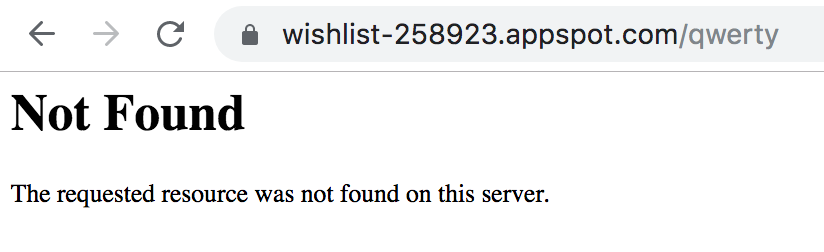 wishlist-258923.appspot.com/qwerty
Not Found
The requested resource was not found on this server.